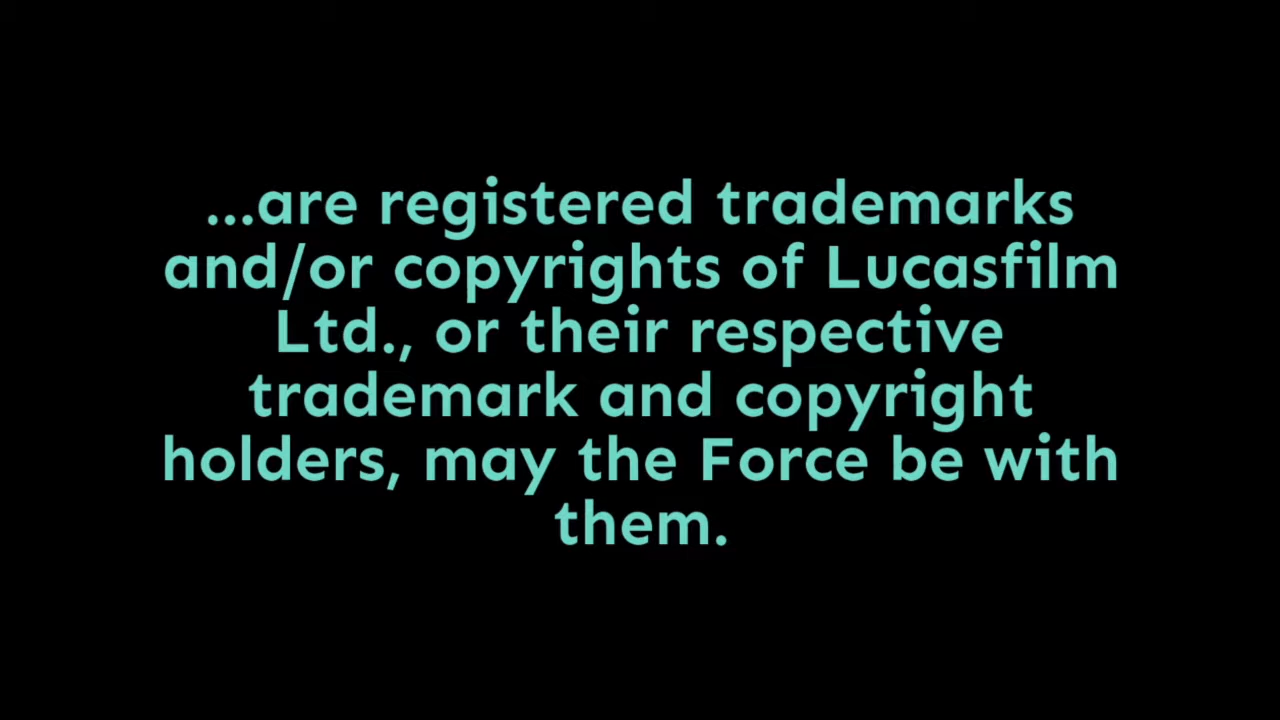 ...are registered trademarks
and/or copyrights of Lucasfilm
Ltd., or their respective
trademark and copyright
holders, may the Force be with
them.